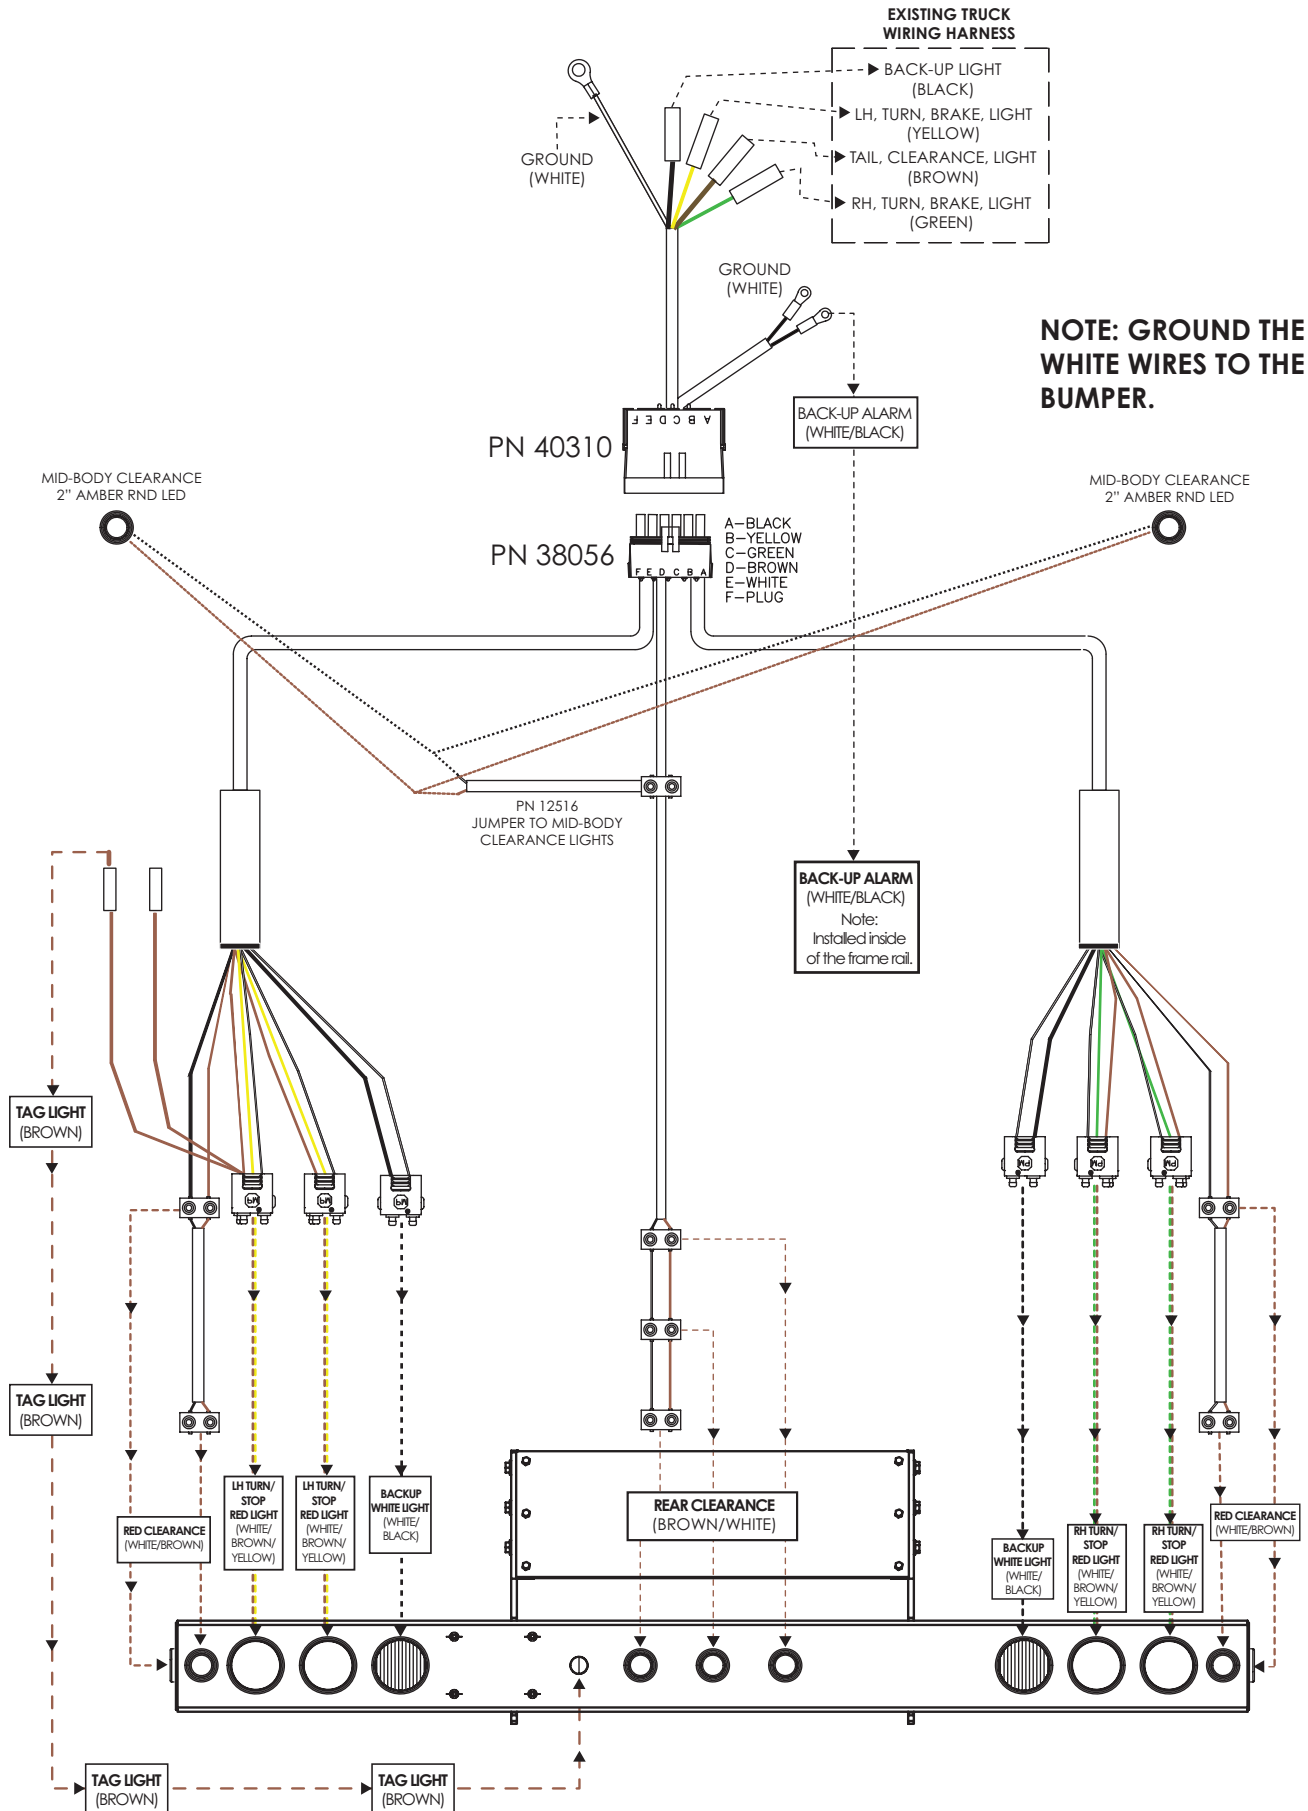 EXISTING TRUCK
WIRING HARNESS
BACK-UP LIGHT
(BLACK)
LH, TURN, BRAKE, LIGHT
(YELLOW)
TAIL, CLEARANCE, LIGHT
(BROWN)
RH, TURN, BRAKE, LIGHT
(GREEN)
GROUND
(WHITE)
GROUND
(WHITE)
NOTE: GROUND THE
WHITE WIRES TO THE
BUMPER.
BACK-UP ALARM
(WHITE/BLACK)
F E D C B A
PN 40310
MID-BODY CLEARANCE
2" AMBER RND LED
MID-BODY CLEARANCE
2" AMBER RND LED
PN 38056
A-BLACK
B-YELLOW
C-GREEN
D-BROWN
E-WHITE
F-PLUG
F E D C B A
PN 12516
JUMPER TO MID-BODY
CLEARANCE LIGHTS
BACK-UP ALARM
(WHITE/BLACK)
Note:
Installed inside
of the frame rail.
TAG LIGHT
(BROWN)
PM
PM
PM
PM
PM
PM
TAG LIGHT
(BROWN)
RED CLEARANCE
(WHITE/BROWN)
LH TURN/
STOP
RED LIGHT
(WHITE/
BROWN/
YELLOW)
LH TURN/
STOP
RED LIGHT
(WHITE/
BROWN/
YELLOW)
BACKUP
WHITE LIGHT
(WHITE/
BLACK)
REAR CLEARANCE
(BROWN/WHITE)
BACKUP
WHITE LIGHT
(WHITE/
BLACK)
RH TURN/
STOP
RED LIGHT
(WHITE/
BROWN/
YELLOW)
RH TURN/
STOP
RED LIGHT
(WHITE/
BROWN/
YELLOW)
RED CLEARANCE
(WHITE/BROWN)
TAG LIGHT
(BROWN)
TAG LIGHT
(BROWN)